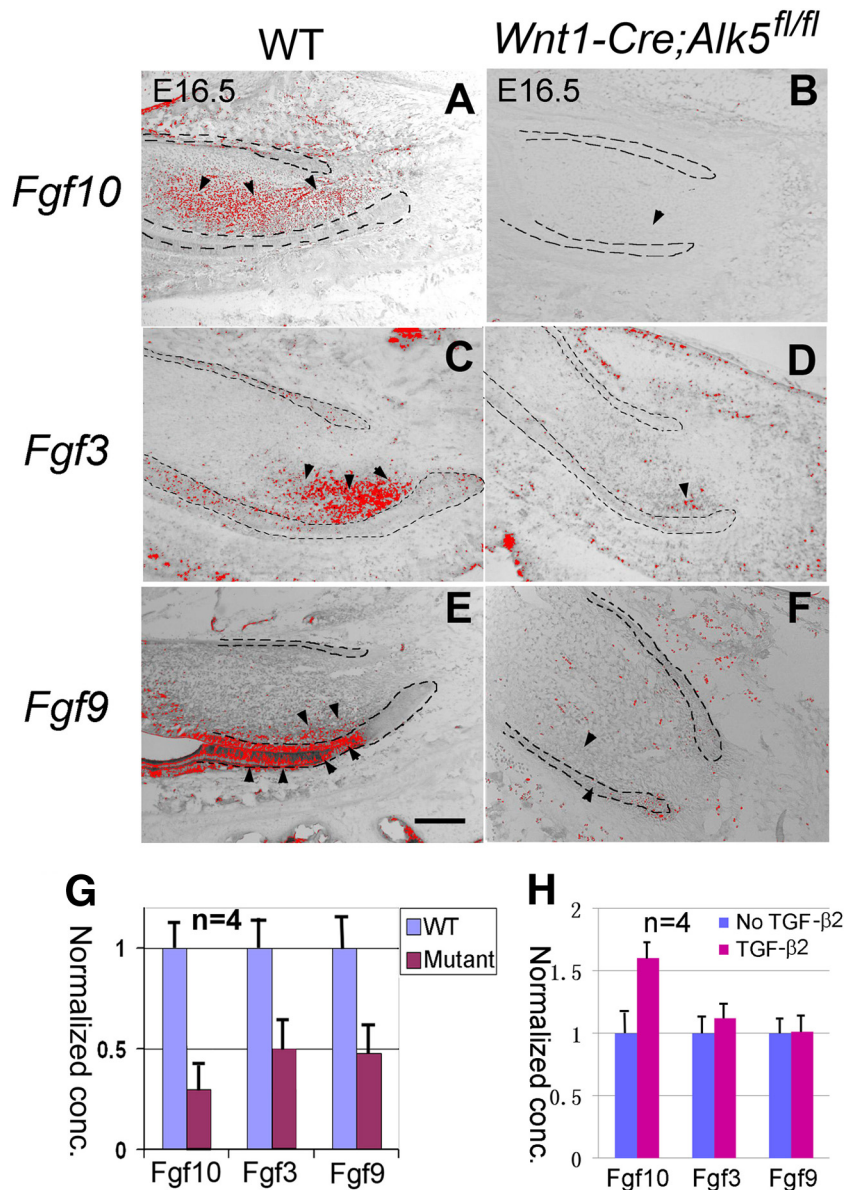 WT
Wnt1-Cre;Alk5fl/fl
E16.5
A
E16.5
B
Fgf10
C
D
Fgf3
E
F
Fgf9
G
n=4
WT
Mutant
Normalized conc.
1
0.5
0
Fgf10
Fgf3
Fgf9
H
n=4
No TGF-β2
TGF-β2
Normalized conc.
2
1.5
1
0.5
0
Fgf10
Fgf3
Fgf9